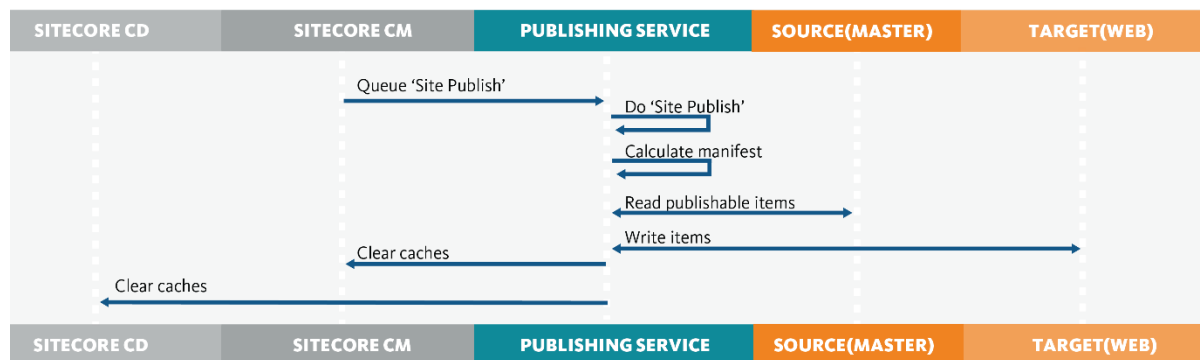 SITECORE CD
SITECORE CM
PUBLISHING SERVICE
SOURCE(MASTER)
TARGET(WEB)
Queue ‘Site Publish’
Do ‘Site Publish’
Calculate manifest
Read publishable items
Write items
Clear caches
Clear caches
SITECORE CD
SITECORE CM
PUBLISHING SERVICE
SOURCE(MASTER)
TARGET(WEB)